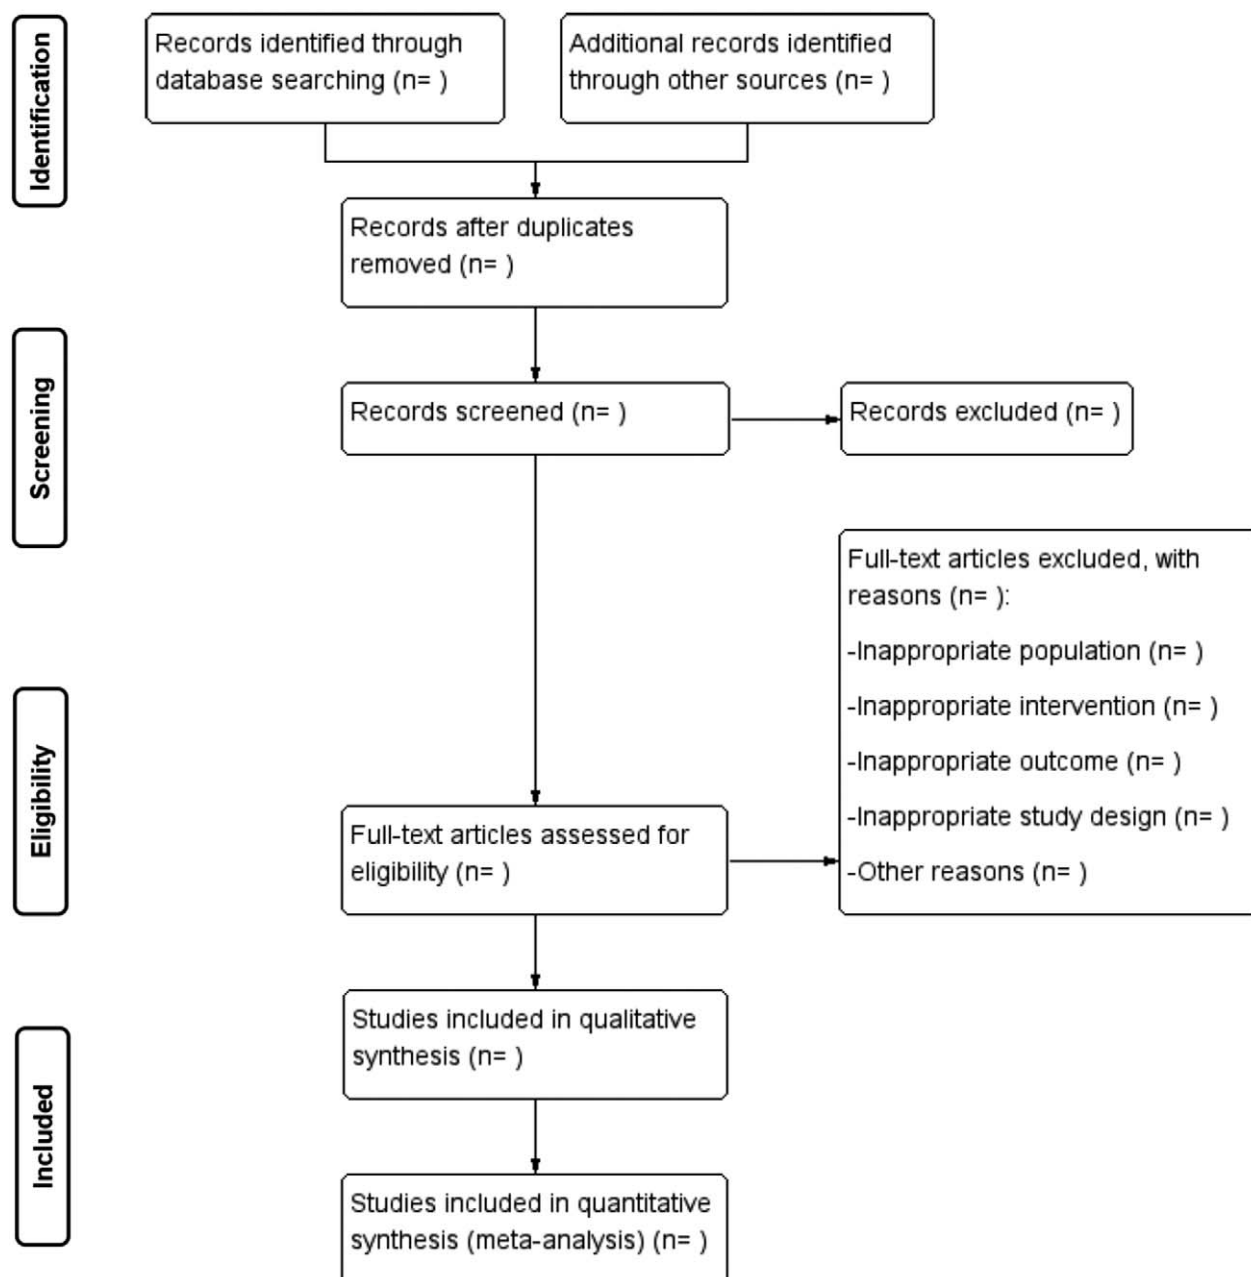 Identification
Records identified through
database searching (n= )
Additional records identified
through other sources (n= )
Records after duplicates
removed (n= )
Screening
Records screened (n= )
Records excluded (n= )
Eligibility
Full-text articles assessed for
eligibility (n= )
Full-text articles excluded, with
reasons (n= ):
-Inappropriate population (n= )
-Inappropriate intervention (n= )
-Inappropriate outcome (n= )
-Inappropriate study design (n= )
-Other reasons (n= )
Included
Studies included in qualitative
synthesis (n= )
Studies included in quantitative
synthesis (meta-analysis) (n= )